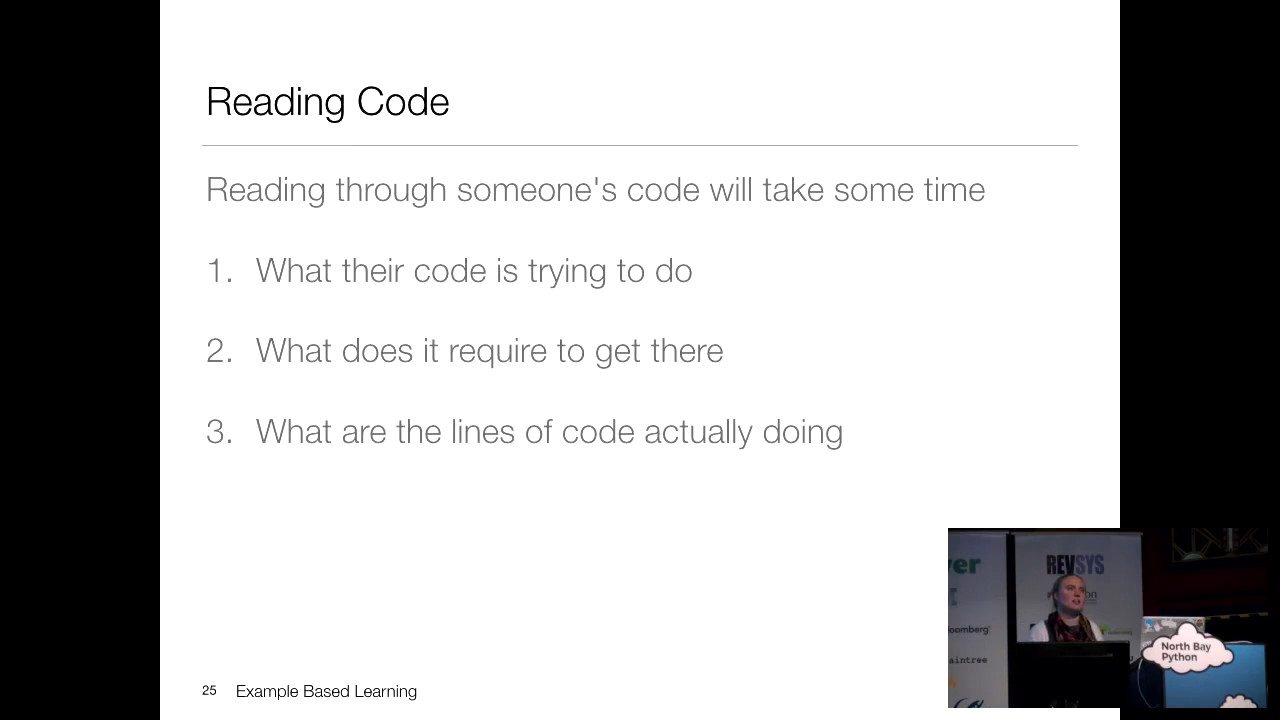 Reading Code
Reading through someone's code will take some time
1. What their code is trying to do
2. What does it require to get there
3. What are the lines of code actually doing
25 Example Based Learning
REVSYS
North Bay
Python